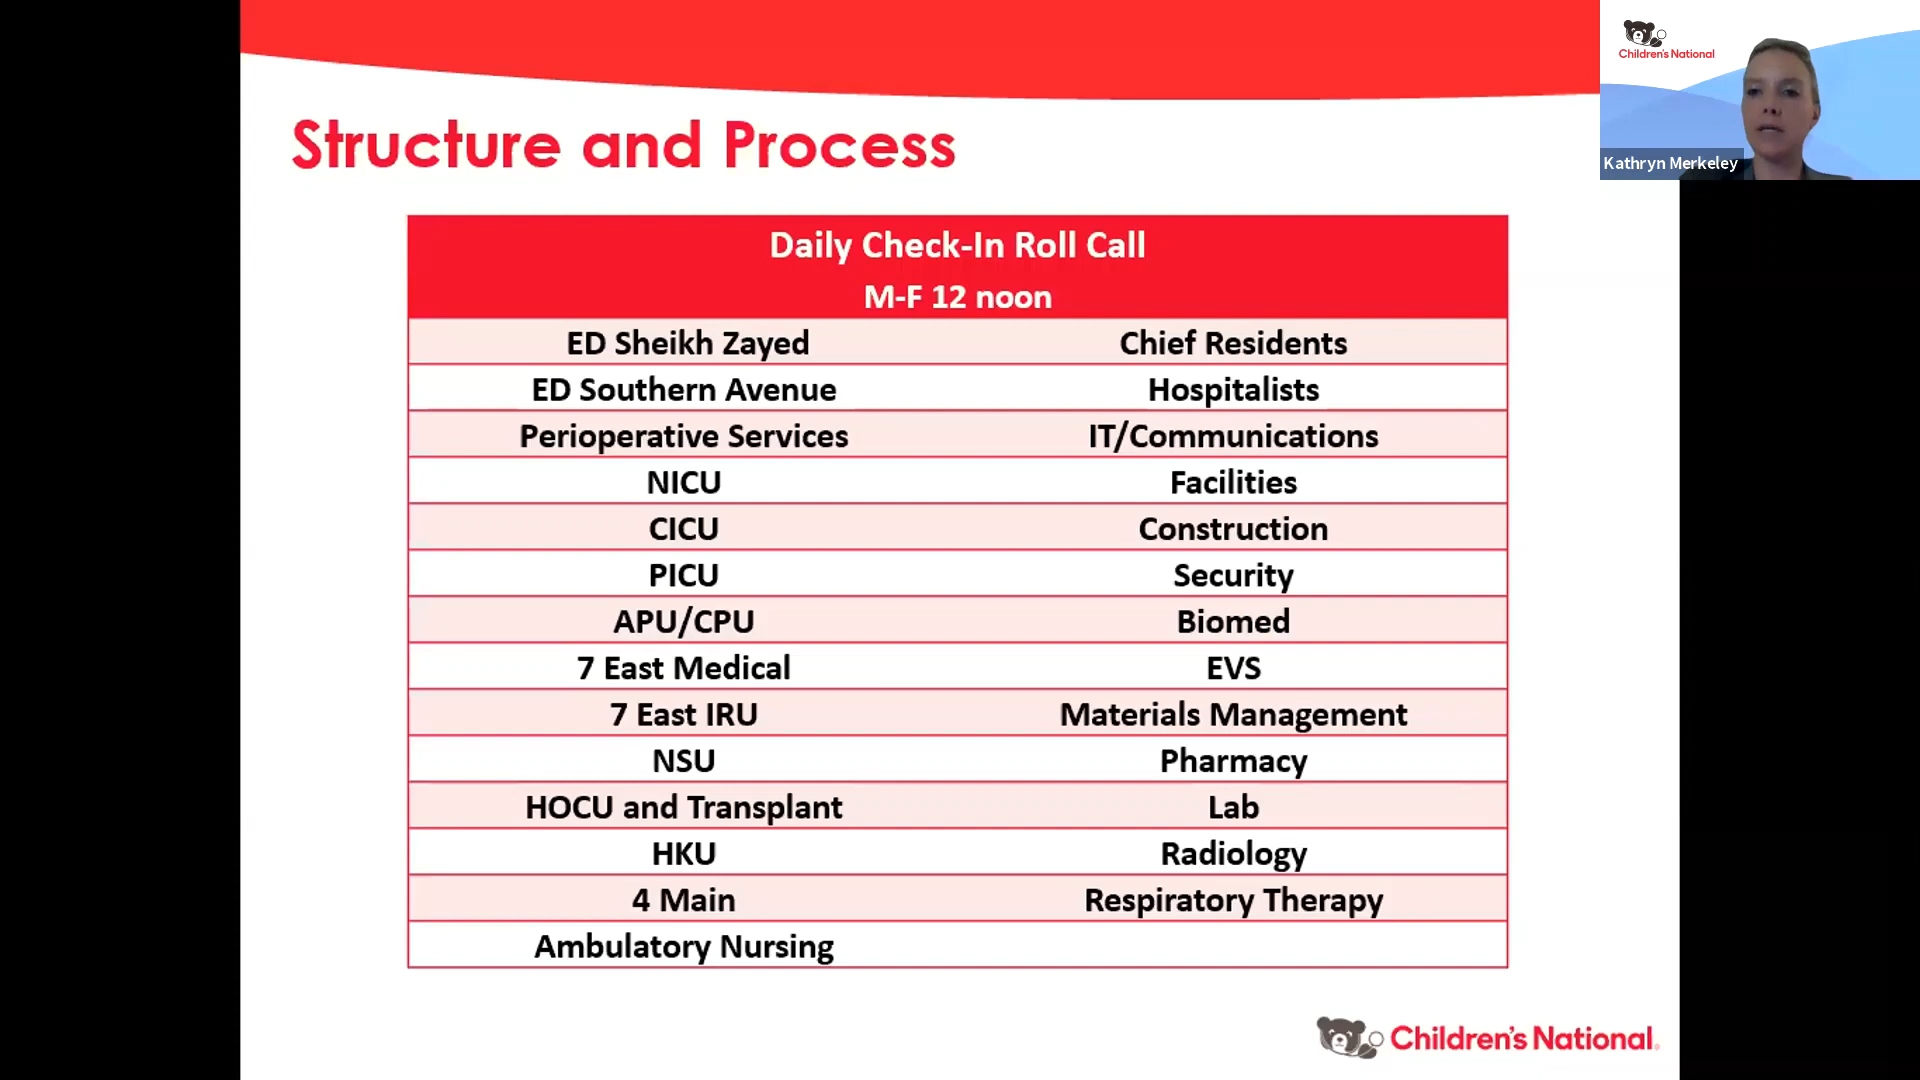 Structure and Process
Daily Check-In Roll Call
M-F 12 noon
ED Sheikh Zayed Chief Residents
ED Southern Avenue Hospitalists
Perioperative Services IT/Communications
NICU Facilities
CICU Construction
PICU Security
APU/CPU Biomed
7 East Medical EVS
7 East IRU Materials Management
NSU Pharmacy
HOCU and Transplant Lab
HKU Radiology
4 Main Respiratory Therapy
Ambulatory Nursing
Children's National
Children's National
Kathryn Merkeley